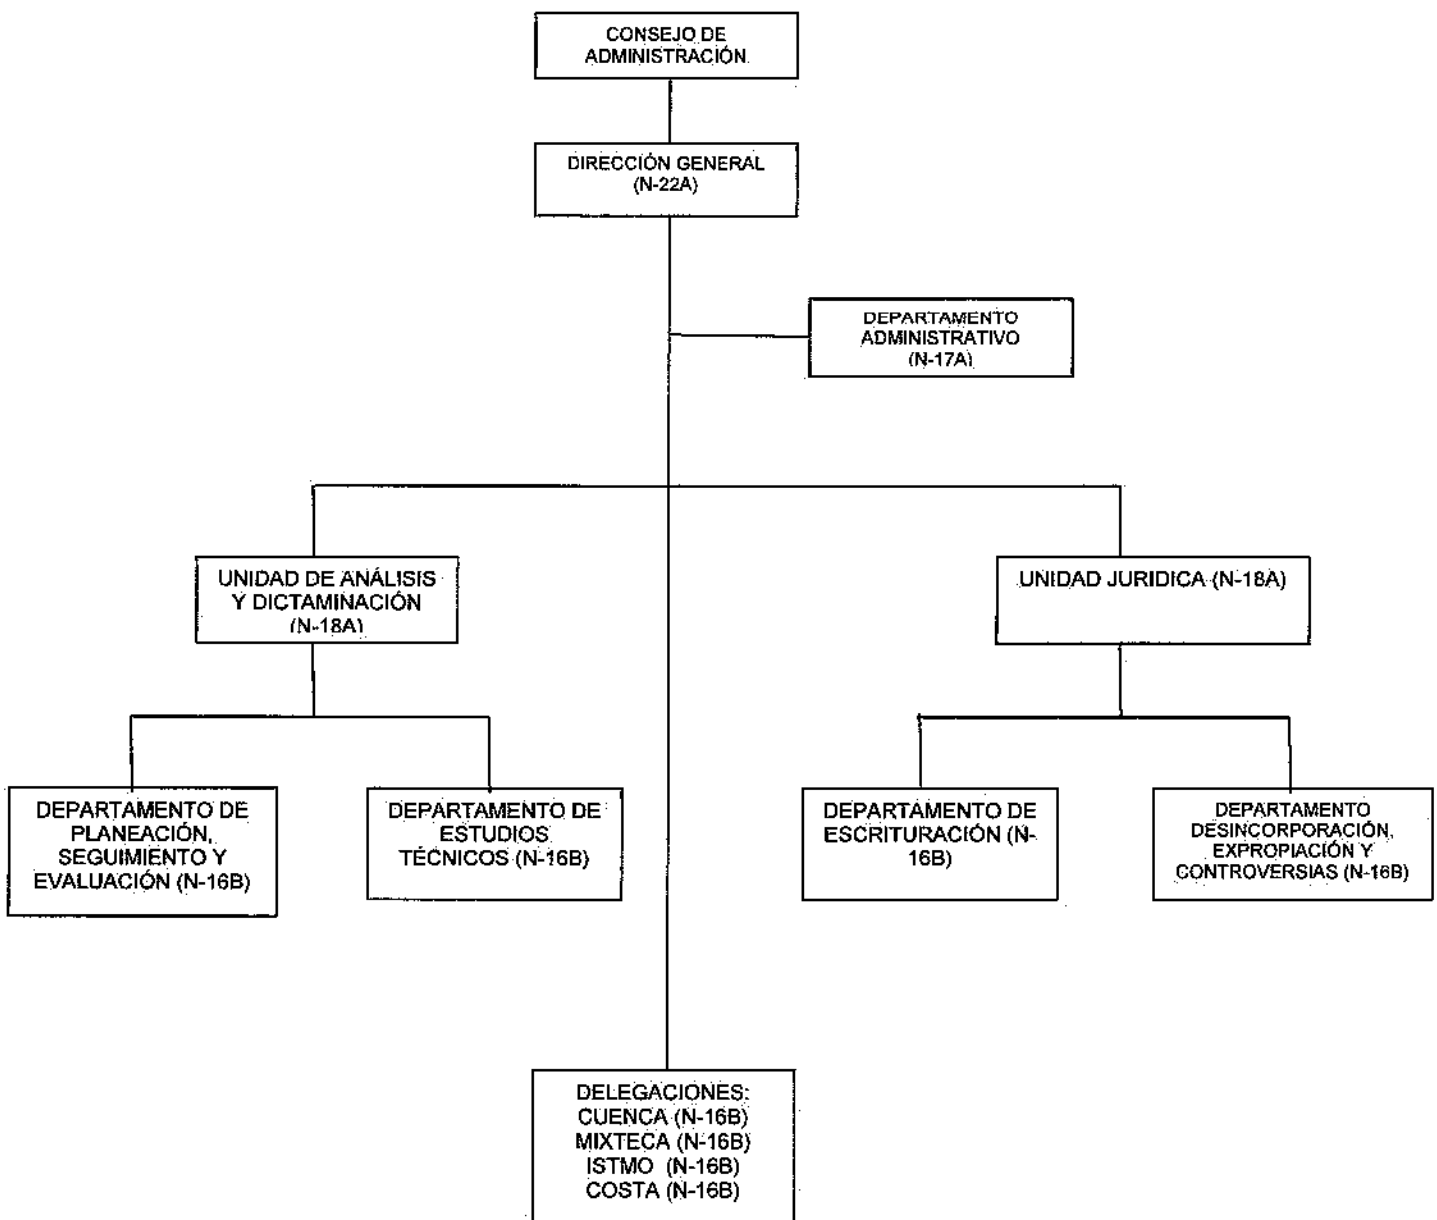 CONSEJO DE
ADMINISTRACIÓN
DIRECCIÓN GENERAL
(N-22A)
DEPARTAMENTO
ADMINISTRATIVO
(N-17A)
UNIDAD DE ANÁLISIS
Y DICTAMINACIÓN
(N-18A)
UNIDAD JURIDICA (N-18A)
DEPARTAMENTO DE
PLANEACIÓN,
SEGUIMIENTO Y
EVALUACIÓN (N-16B)
DEPARTAMENTO DE
ESTUDIOS
TÉCNICOS (N-16B)
DEPARTAMENTO DE
ESCRITURACIÓN (N-
16B)
DEPARTAMENTO
DESINCORPORACIÓN,
EXPROPIACIÓN Y
CONTROVERSIAS (N-16B)
DELEGACIONES:
CUENCA (N-16B)
MIXTECA (N-16B)
ISTMO (N-16B)
COSTA (N-16B)